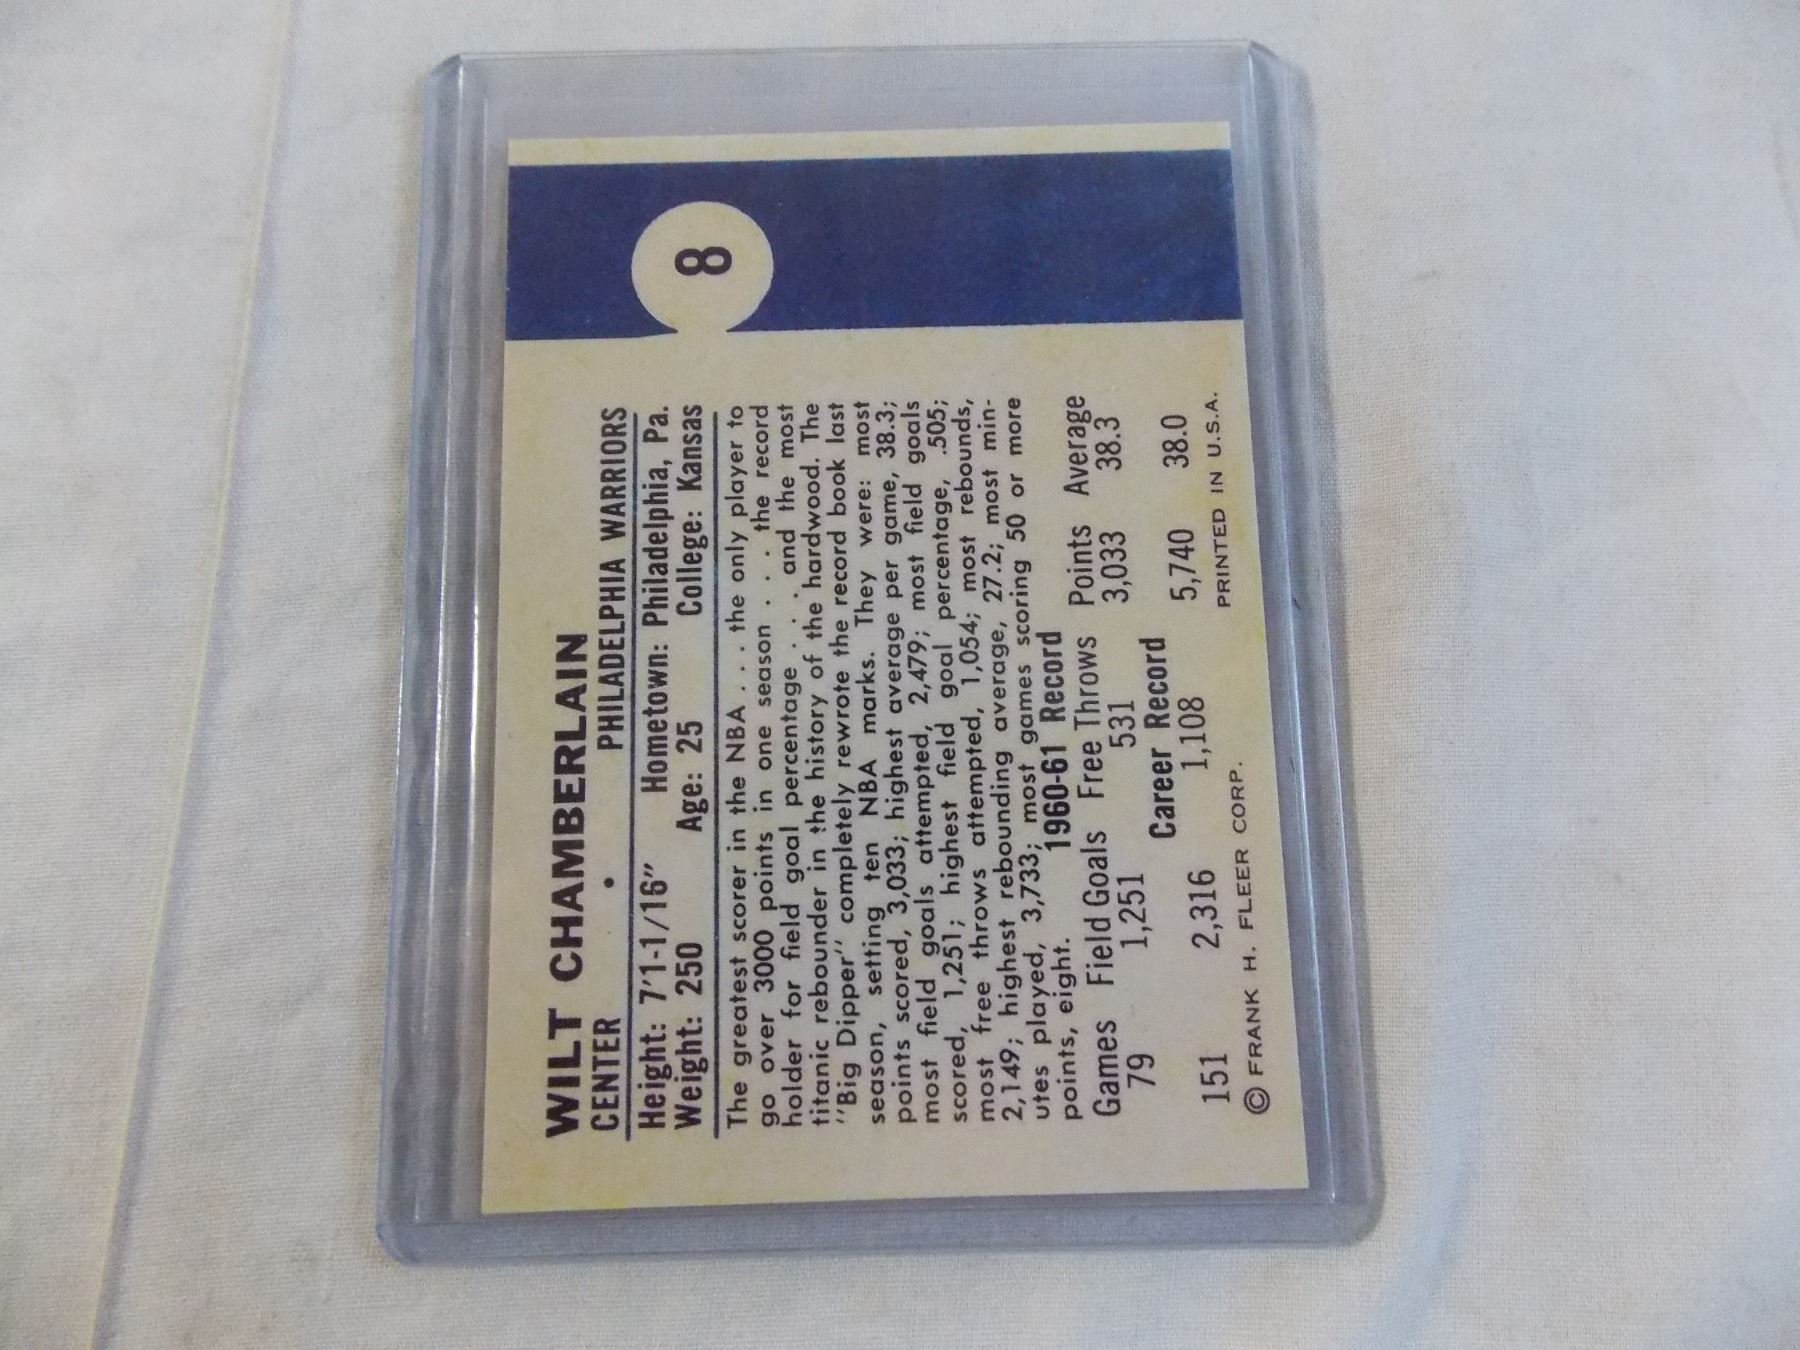 8
WILT CHAMBERLAIN
CENTER • PHILADELPHIA WARRIORS
Height: 7'1-1/16" Hometown: Philadelphia, Pa.
Weight: 250 Age: 25 College: Kansas
The greatest scorer in the NBA . . . the only player to
go over 3000 points in one season . . . the record
holder for field goal percentage . . . and the most
titanic rebounder in the history of the hardwood. The
"Big Dipper" completely rewrote the record book last
season, setting ten NBA marks. They were: most
points scored, 3,033; highest average per game, 38.3;
most field goals attempted, 2,479; most field goals
scored, 1,251; highest field goal percentage, .505;
most free throws attempted, 1,054; most rebounds,
2,149; highest rebounding average, 27.2; most min-
utes played, 3,733; most games scoring 50 or more
points, eight.
1960-61 Record
Games Field Goals Free Throws Points Average
79 1,251 531 3,033 38.3
Career Record
151 2,316 1,108 5,740 38.0
© FRANK H. FLEER CORP. PRINTED IN U.S.A.